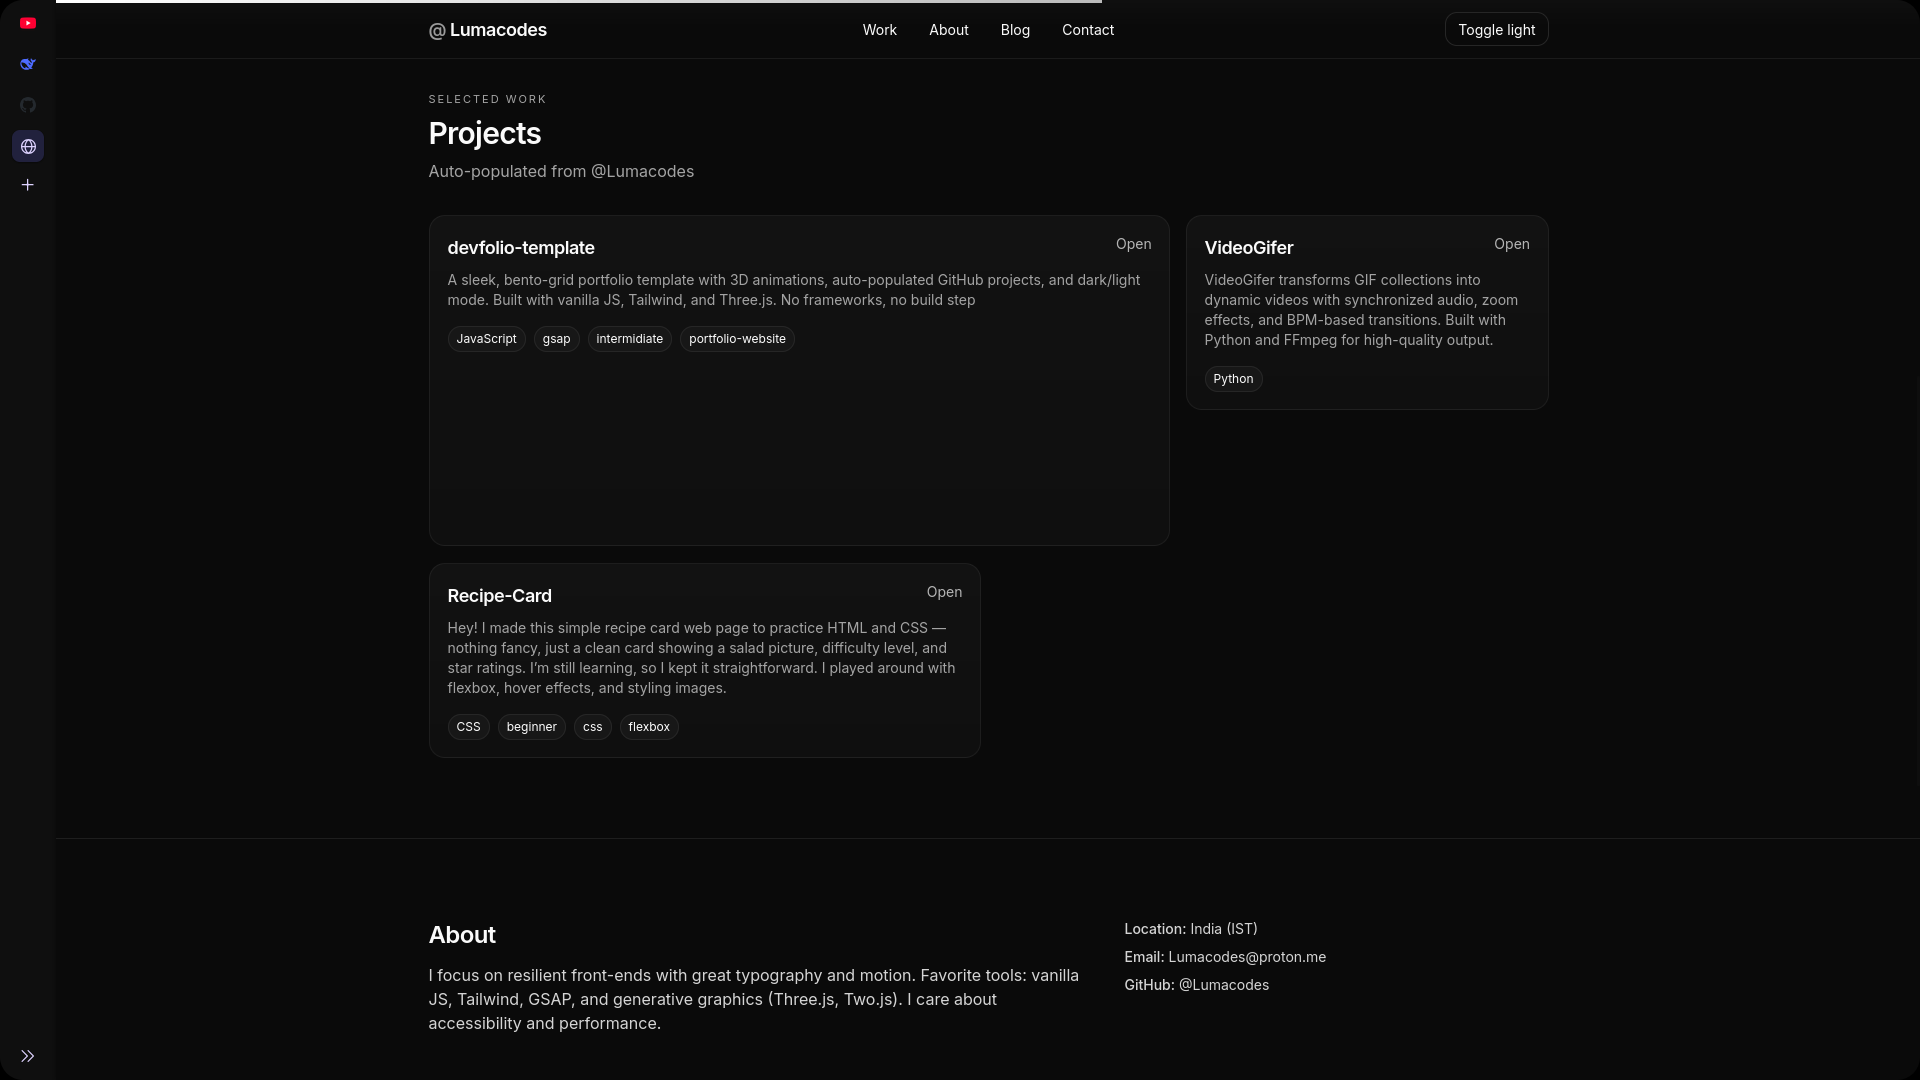 @ Lumacodes
Work
About
Blog
Contact
Toggle light
SELECTED WORK
Projects
Auto-populated from @Lumacodes
devfolio-template
Open
A sleek, bento-grid portfolio template with 3D animations, auto-populated GitHub projects, and dark/light
mode. Built with vanilla JS, Tailwind, and Three.js. No frameworks, no build step
JavaScript
gsap
intermidiate
portfolio-website
VideoGifer
Open
VideoGifer transforms GIF collections into
dynamic videos with synchronized audio, zoom
effects, and BPM-based transitions. Built with
Python and FFmpeg for high-quality output.
Python
Recipe-Card
Open
Hey! I made this simple recipe card web page to practice HTML and CSS —
nothing fancy, just a clean card showing a salad picture, difficulty level, and
star ratings. I’m still learning, so I kept it straightforward. I played around with
flexbox, hover effects, and styling images.
CSS
beginner
css
flexbox
About
I focus on resilient front-ends with great typography and motion. Favorite tools: vanilla
JS, Tailwind, GSAP, and generative graphics (Three.js, Two.js). I care about
accessibility and performance.
Location: India (IST)
Email: Lumacodes@proton.me
GitHub: @Lumacodes